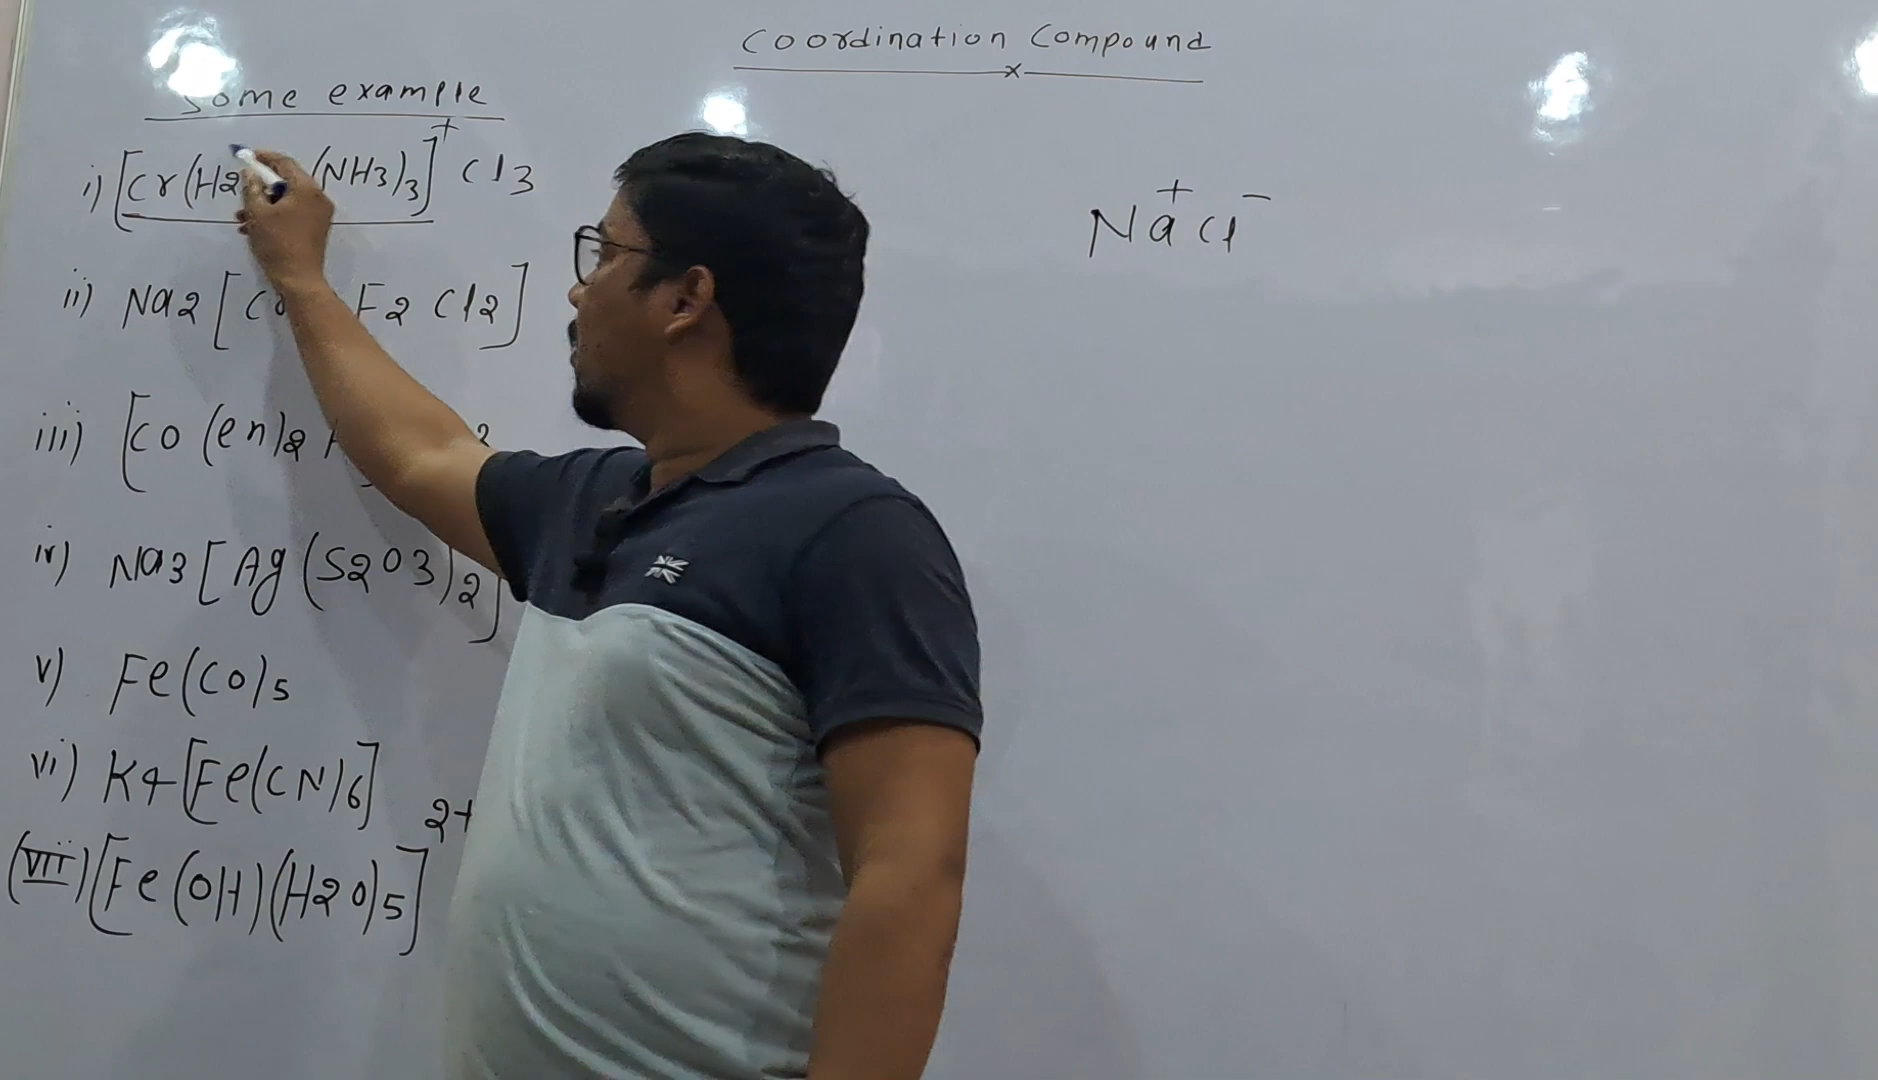 Coordination Compound
x
Some example
i) [Cr(H2 (NH3)3]+ Cl3
Na+Cl-
ii) Na2 [C F2 Cl2]
iii) [Co (en)2 2
iv) Na3 [Ag (S2O3)2]
v) Fe(CO)5
vi) K4[Fe(CN)6]
(VII) [Fe(OH)(H2O)5]2+